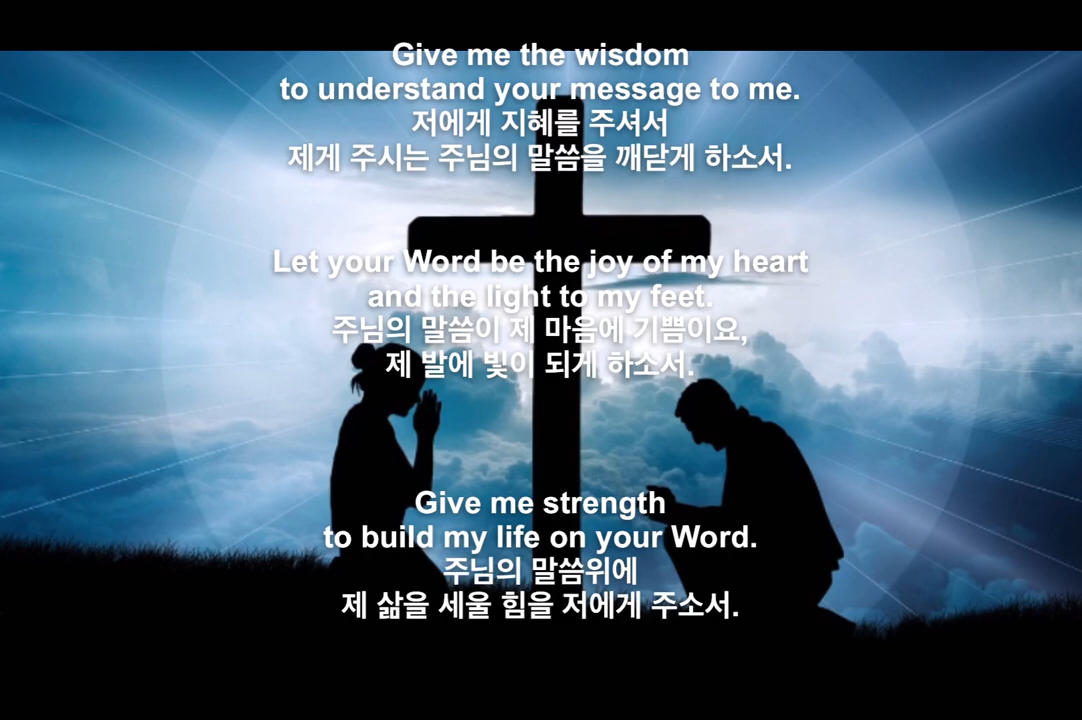 Give me the wisdom
to understand your message to me.
저에게 지혜를 주셔서
제게 주시는 주님의 말씀을 깨닫게 하소서.
Let your Word be the joy of my heart
and the light to my feet.
주님의 말씀이 제 마음에 기쁨이요,
제 발에 빛이 되게 하소서.
Give me strength
to build my life on your Word.
주님의 말씀위에
제 삶을 세울 힘을 저에게 주소서.